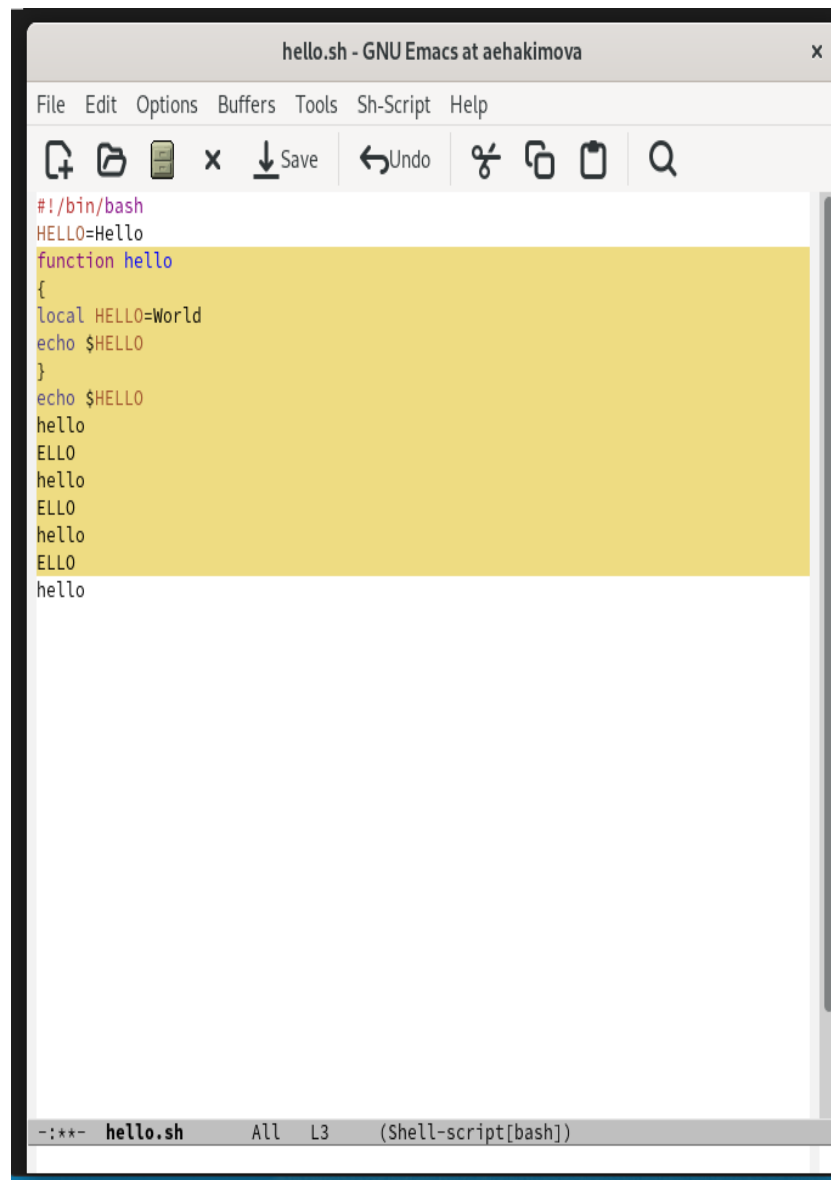 hello.sh - GNU Emacs at aehakimova
File Edit Options Buffers Tools Sh-Script Help
Save Undo
#!/bin/bash
HELLO=Hello
function hello
{
local HELLO=World
echo $HELLO
}
echo $HELLO
hello
ELLO
hello
ELLO
hello
ELLO
hello
-:**- hello.sh All L3 (Shell-script[bash])